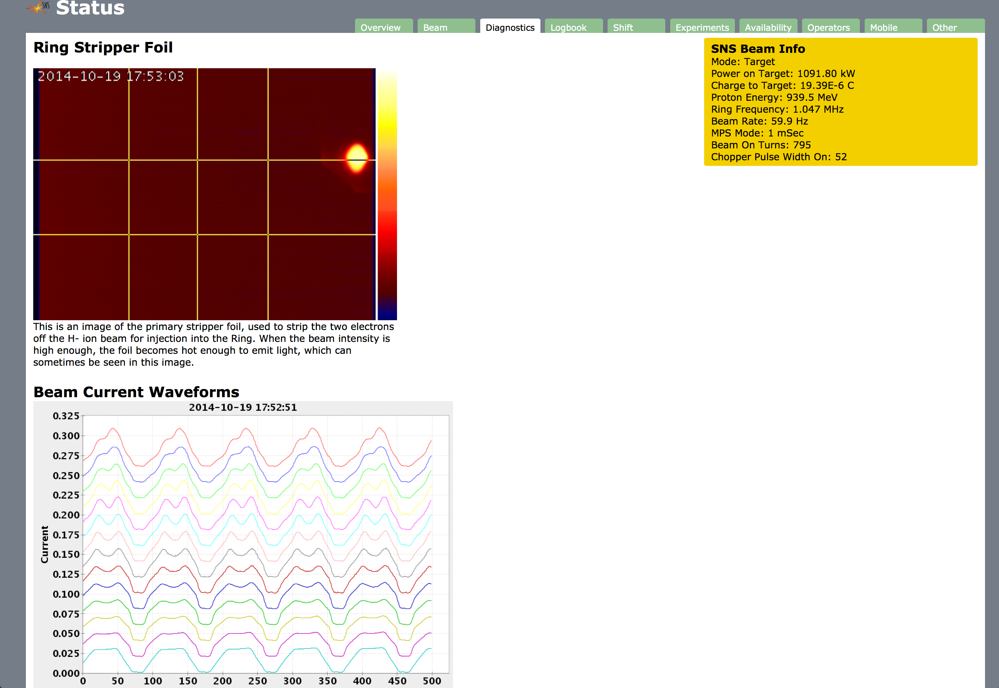 SNS
Status
Overview
Beam
Diagnostics
Logbook
Shift
Experiments
Availability
Operators
Mobile
Other
Ring Stripper Foil
2014-10-19 17:53:03
This is an image of the primary stripper foil, used to strip the two electrons
off the H- ion beam for injection into the Ring. When the beam intensity is
high enough, the foil becomes hot enough to emit light, which can
sometimes be seen in this image.
SNS Beam Info
Mode: Target
Power on Target: 1091.80 kW
Charge to Target: 19.39E-6 C
Proton Energy: 939.5 MeV
Ring Frequency: 1.047 MHz
Beam Rate: 59.9 Hz
MPS Mode: 1 mSec
Beam On Turns: 795
Chopper Pulse Width On: 52
Beam Current Waveforms
2014-10-19 17:52:51
Current
0.325
0.300
0.275
0.250
0.225
0.200
0.175
0.150
0.125
0.100
0.075
0.050
0.025
0.000
0 50 100 150 200 250 300 350 400 450 500